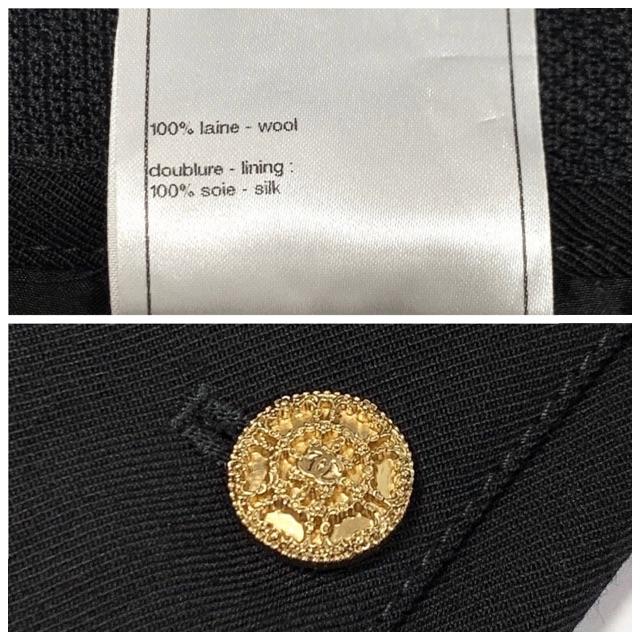 100% laine - wool
doublure - lining :
100% soie - silk